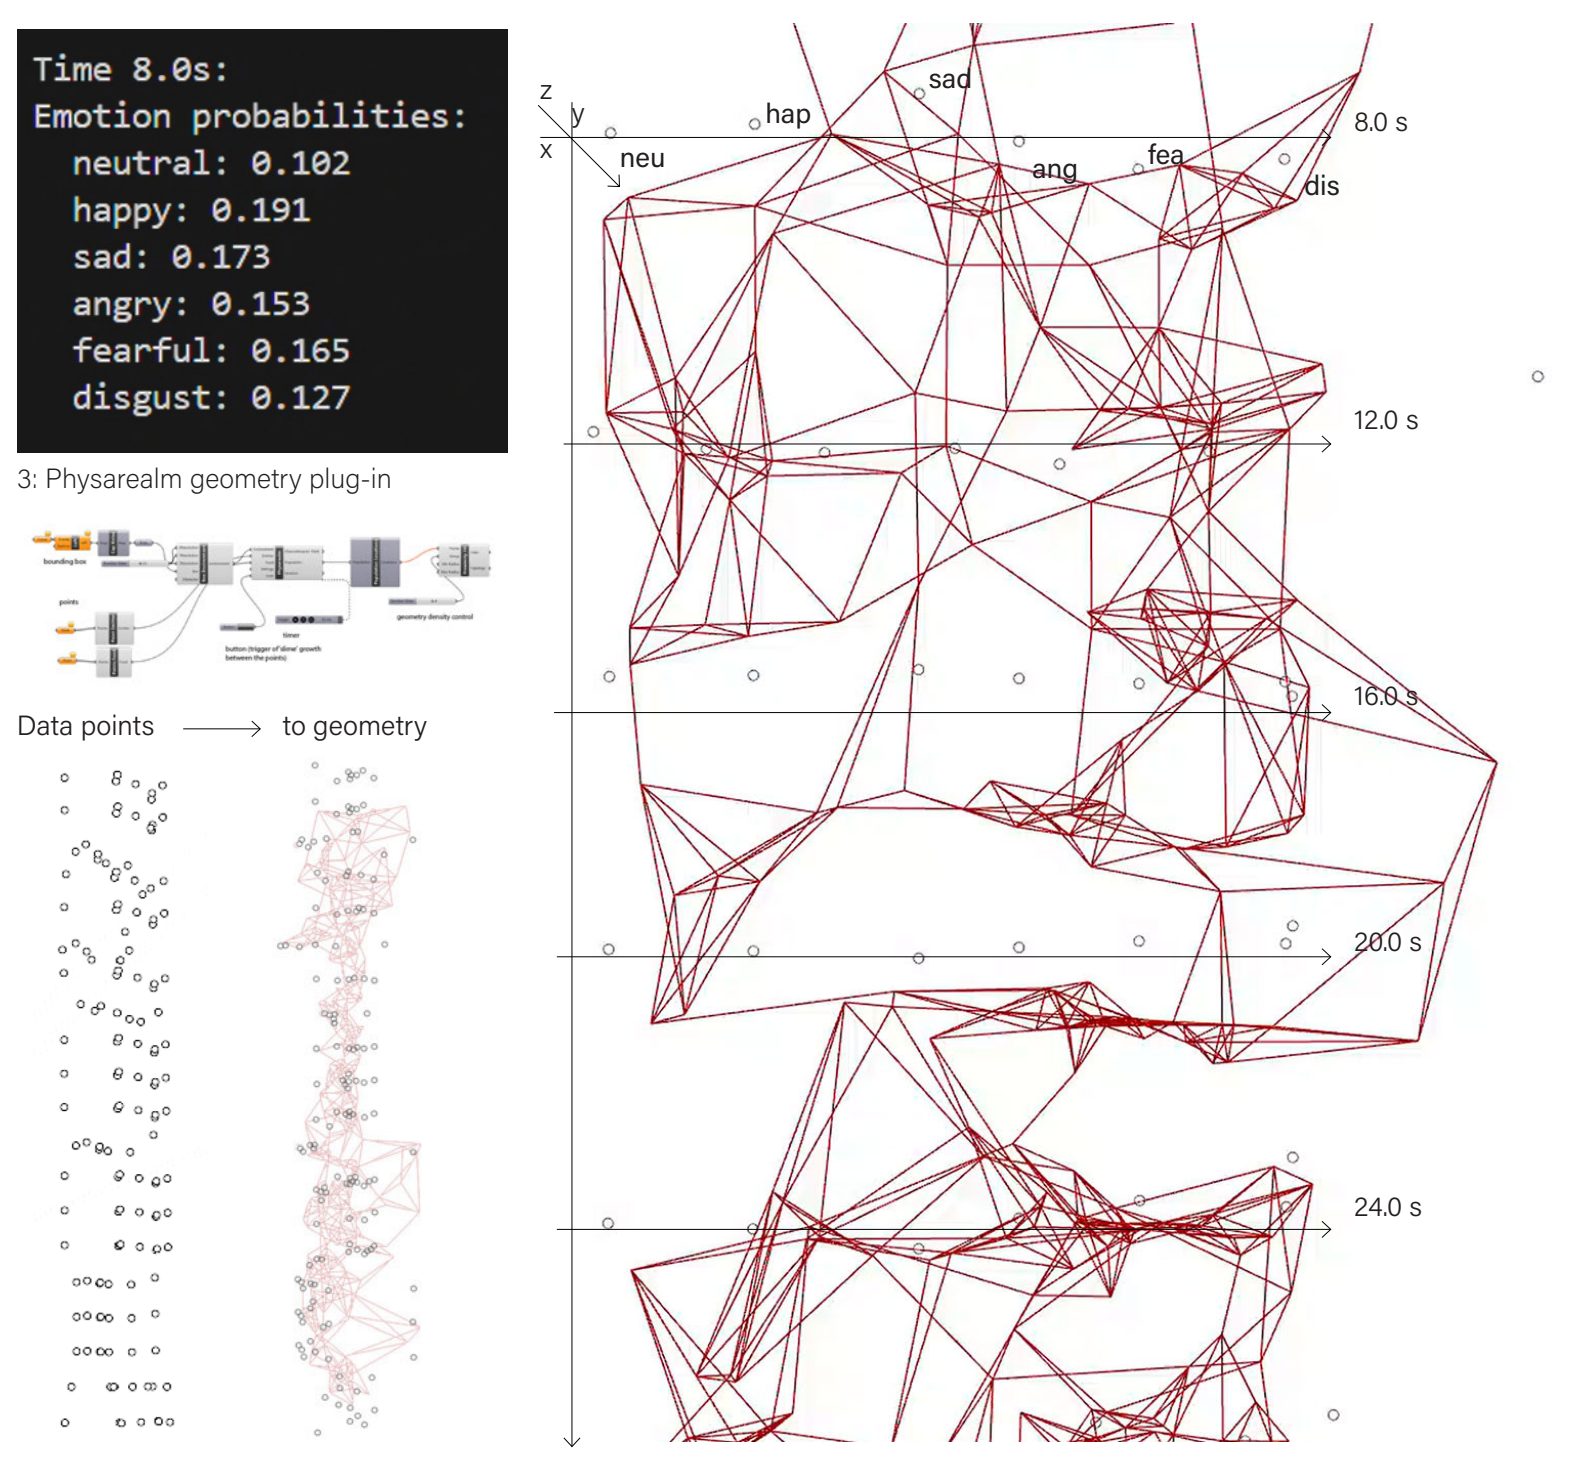 Time 8.0s:
Emotion probabilities:
neutral: 0.102
happy: 0.191
sad: 0.173
angry: 0.153
fearful: 0.165
disgust: 0.127
3: Physarealm geometry plug-in
bounding box
points
timer
button (trigger of 'slime' growth
between the points)
geometry density control
Data points
to geometry
z
y
x
neu
hap
sad
ang
fea
dis
8.0 s
12.0 s
16.0 s
20.0 s
24.0 s